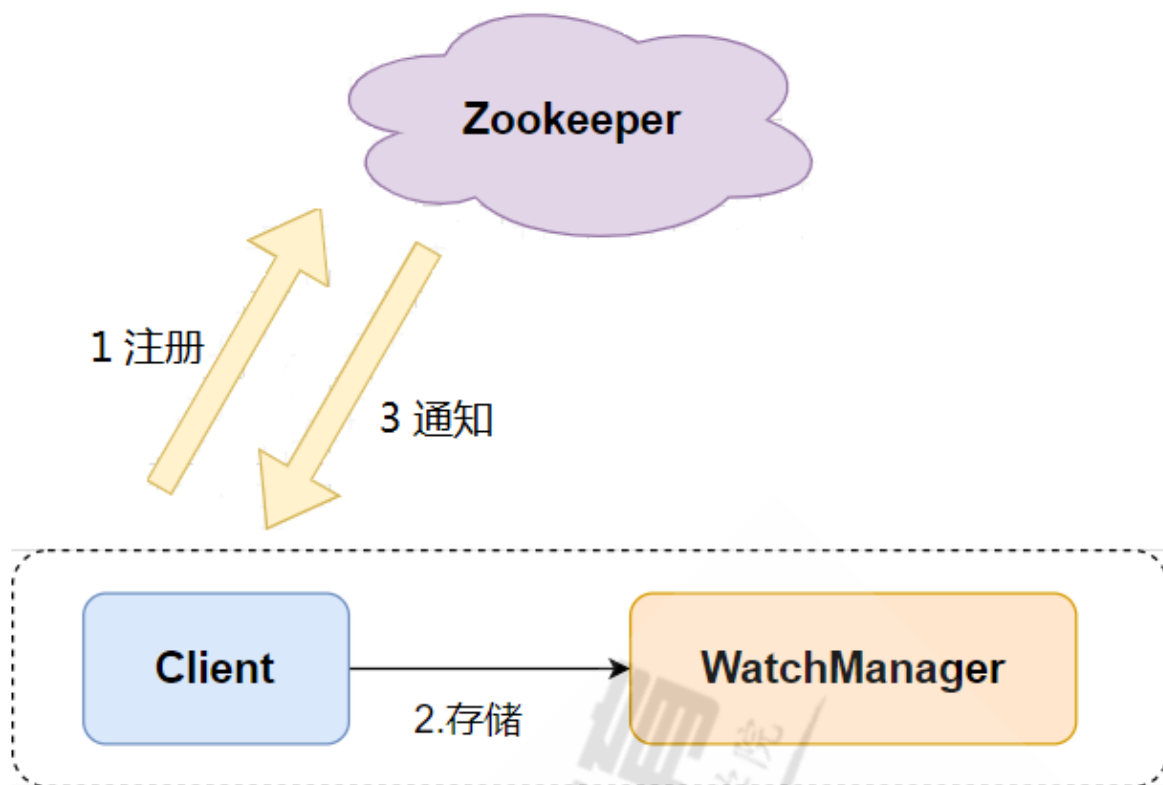 Zookeeper
1 注册
3 通知
Client
2.存储
WatchManager